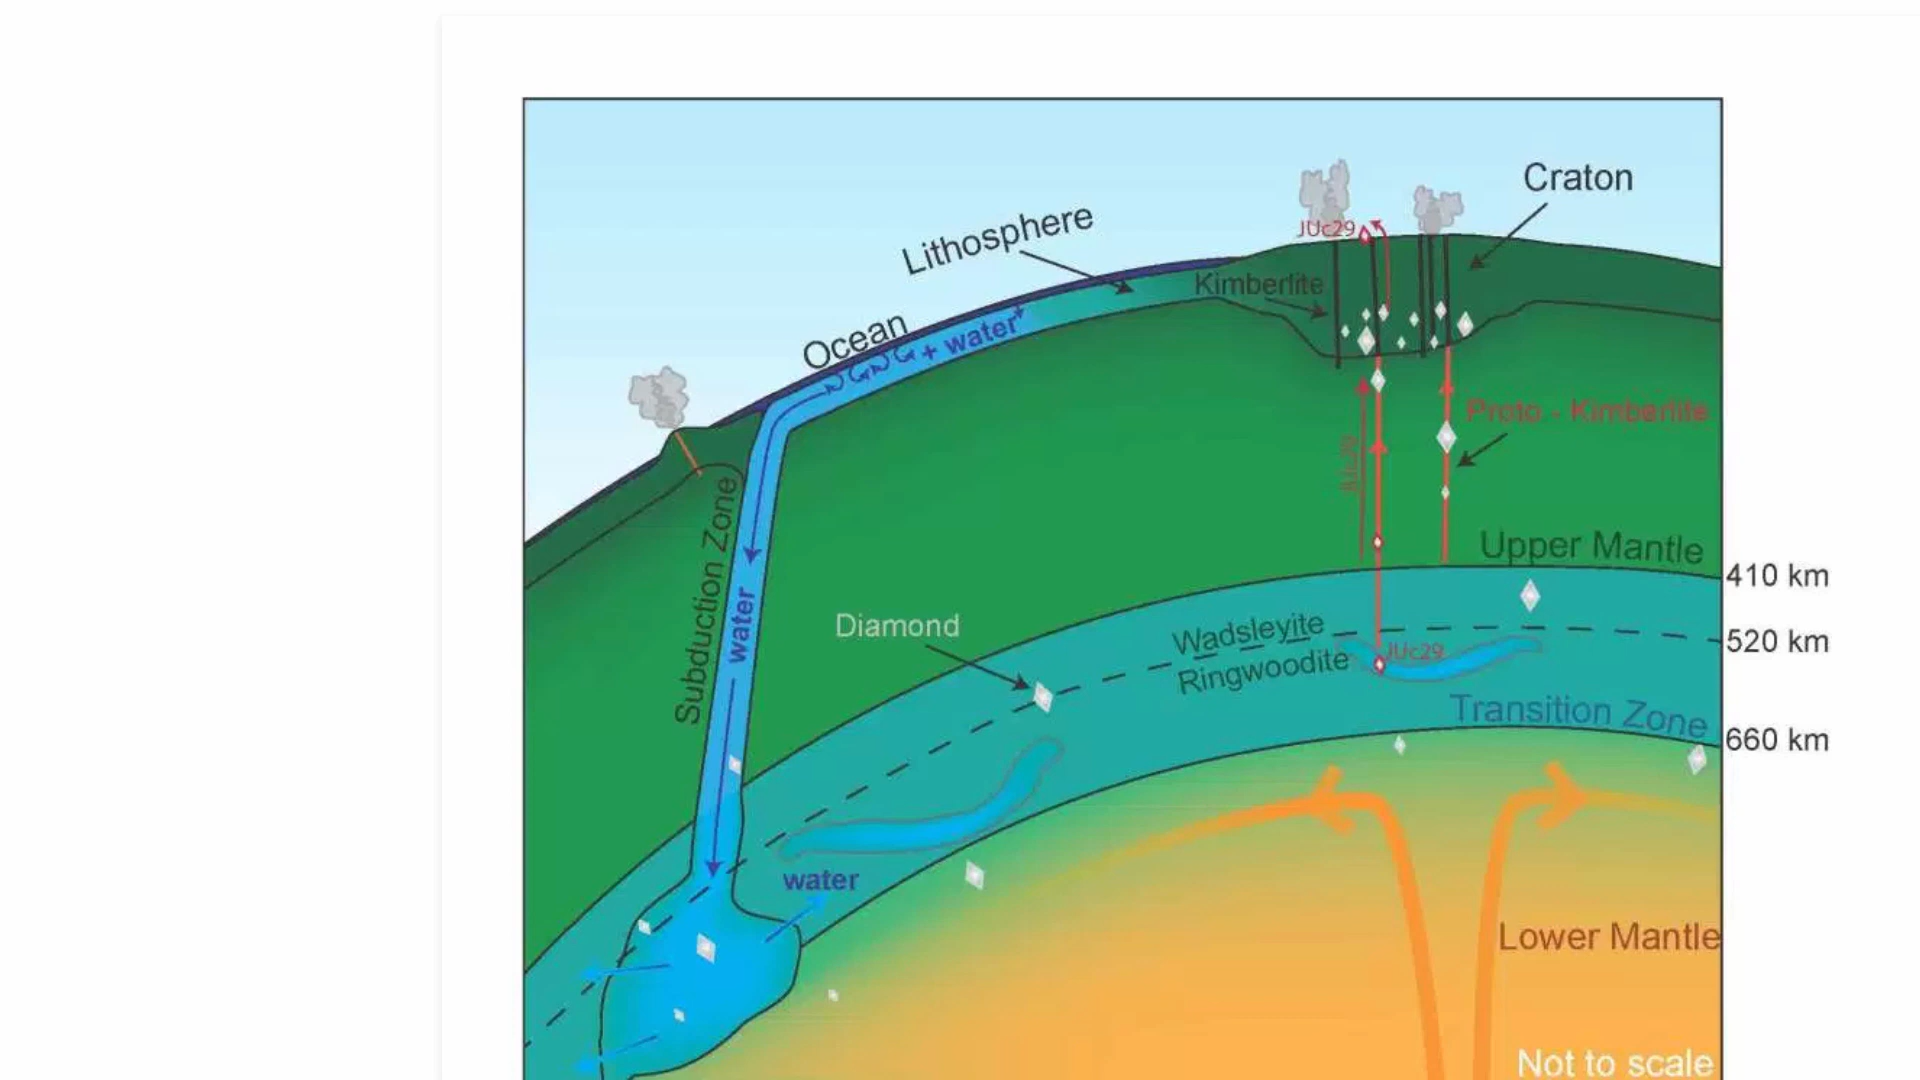 Craton
JUc29
Lithosphere
Kimberlite
Ocean
+ water
Proto - Kimberlite
JUc29
Subduction Zone
water
Upper Mantle
410 km
Diamond
Wadsleyite
520 km
Ringwoodite
JUc29
Transition Zone
660 km
water
Lower Mantle
Not to scale